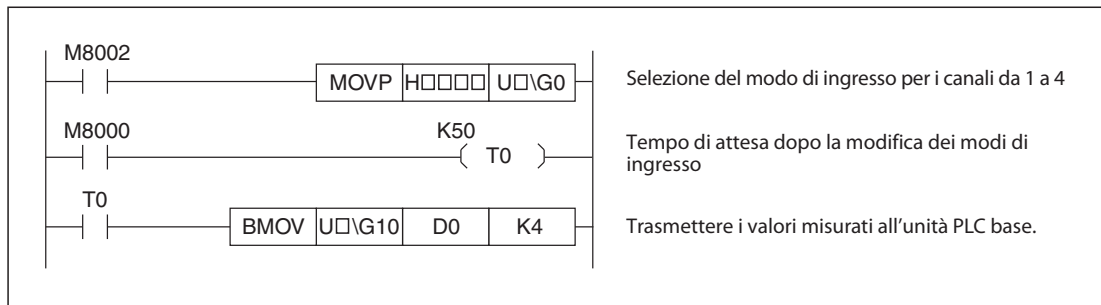 M8002
MOVP H□□□□ U□\G0
Selezione del modo di ingresso per i canali da 1 a 4
M8000
K50
T0
Tempo di attesa dopo la modifica dei modi di
ingresso
T0
BMOV U□\G10 D0 K4
Trasmettere i valori misurati all’unità PLC base.